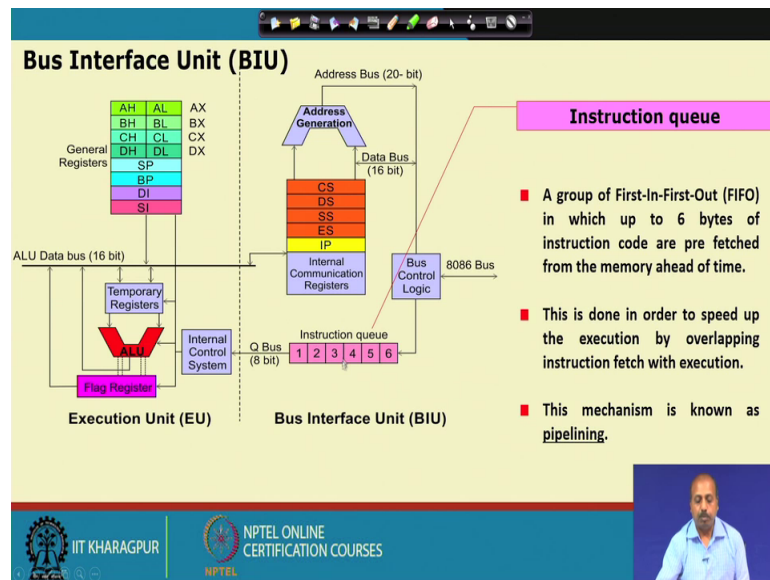 Bus Interface Unit (BIU)
Address Bus (20- bit)
AH AL AX
BH BL BX
CH CL CX
DH DL DX
General
Registers
SP
BP
DI
SI
Address
Generation
Data Bus
(16 bit)
CS
DS
SS
ES
IP
Internal
Communication
Registers
ALU Data bus (16 bit)
Temporary
Registers
ALU
Flag Register
Internal
Control
System
Bus
Control
Logic
8086 Bus
Instruction queue
Q Bus
(8 bit)
1 2 3 4 5 6
Execution Unit (EU)
Bus Interface Unit (BIU)
Instruction queue
A group of First-In-First-Out (FIFO)
in which up to 6 bytes of
instruction code are pre fetched
from the memory ahead of time.
This is done in order to speed up
the execution by overlapping
instruction fetch with execution.
This mechanism is known as
pipelining.
IIT KHARAGPUR
NPTEL
NPTEL ONLINE
CERTIFICATION COURSES